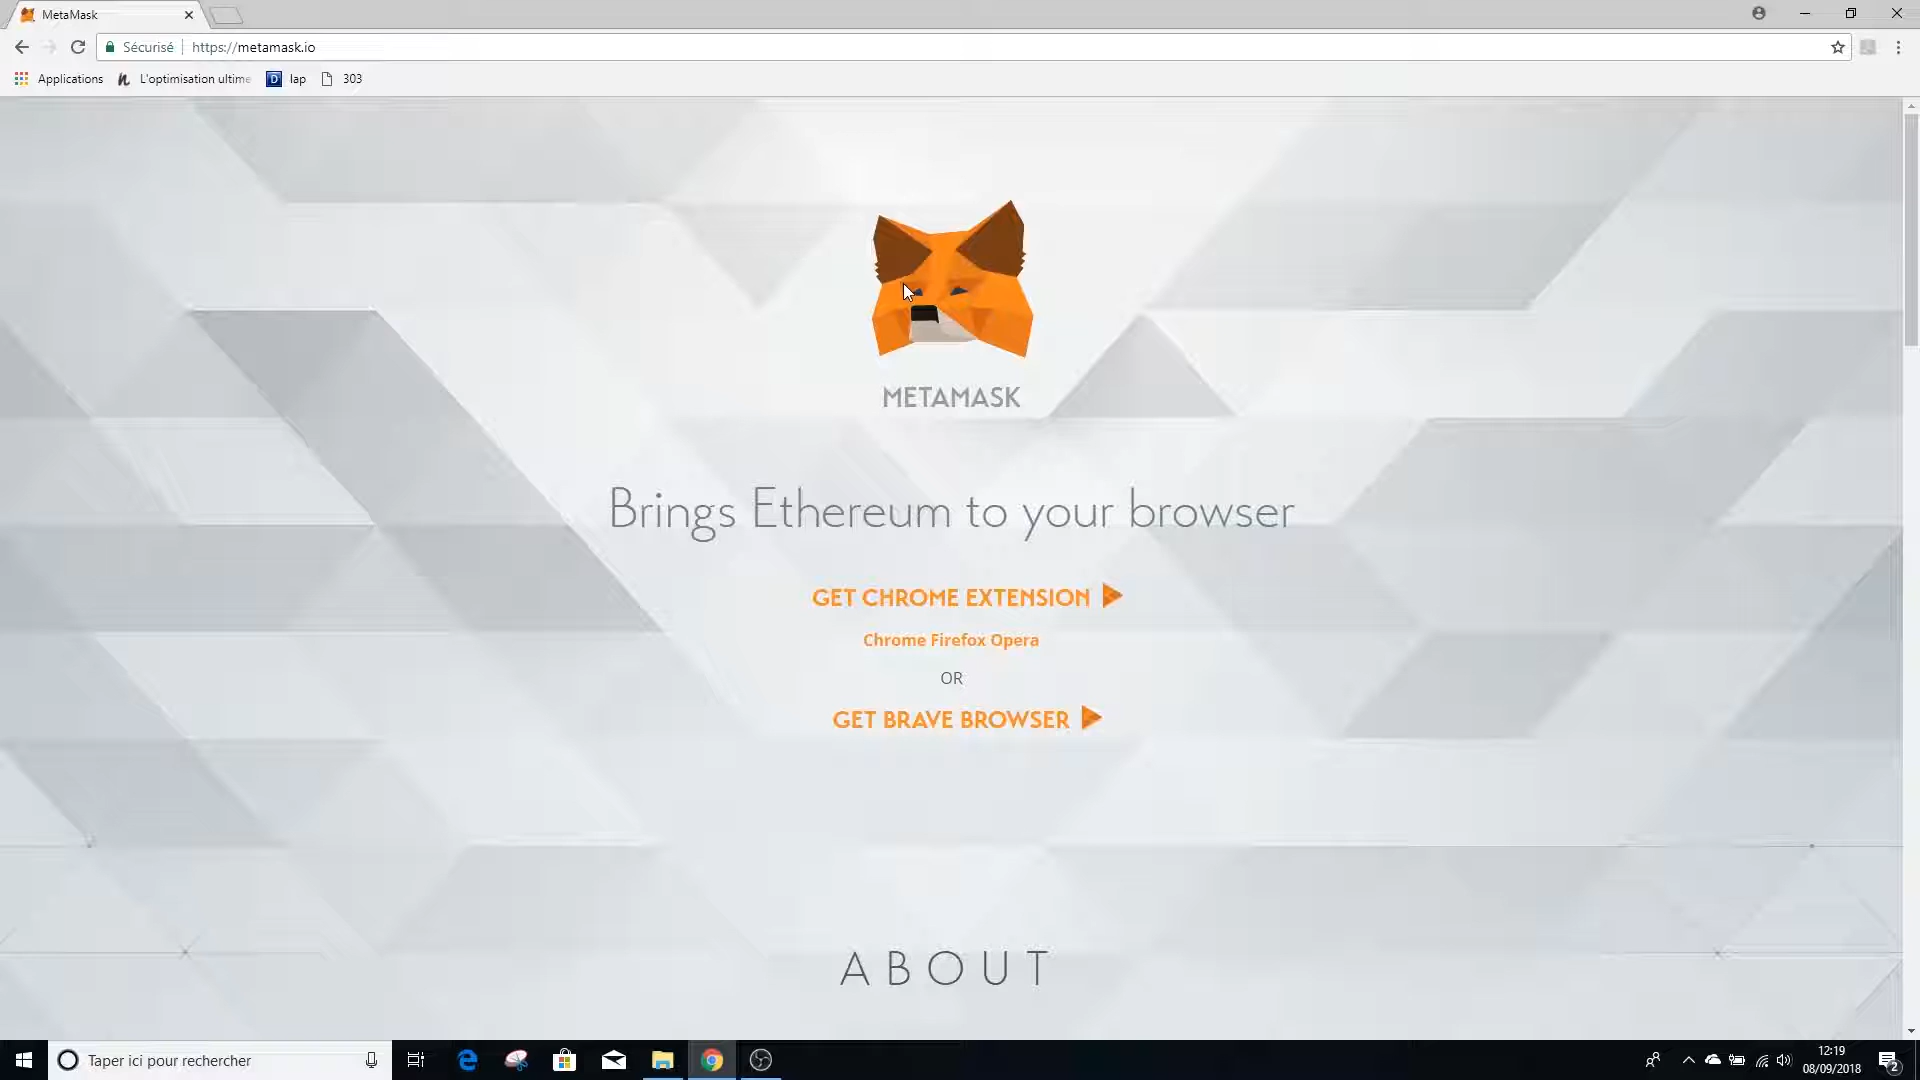 MetaMask
Sécurisé https://metamask.io
Applications L'optimisation ultime D lap 303
METAMASK
Brings Ethereum to your browser
GET CHROME EXTENSION
Chrome Firefox Opera
OR
GET BRAVE BROWSER
ABOUT
Taper ici pour rechercher
12:19
08/09/2018
2